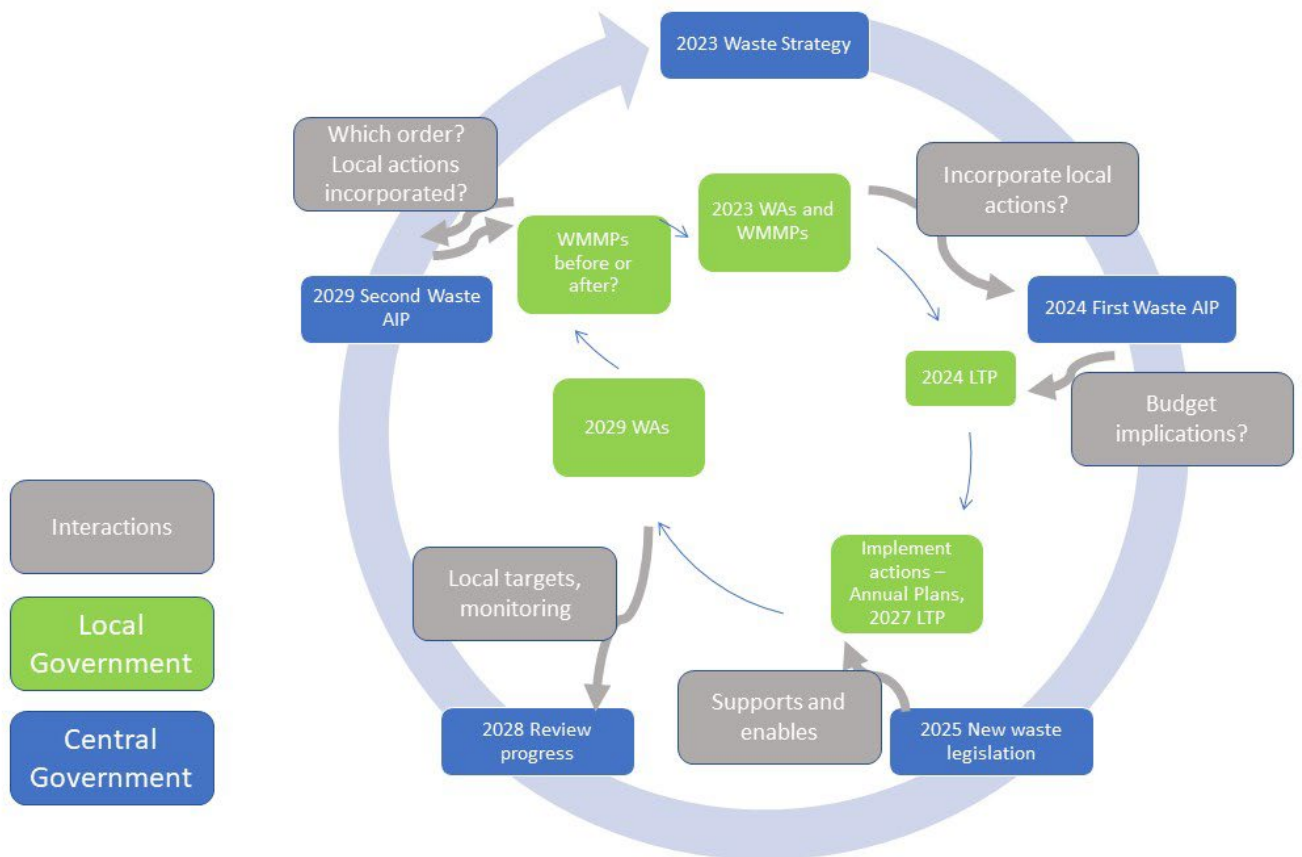 2023 Waste Strategy
Which order?
Local actions
incorporated?
Incorporate local
actions?
2023 WAs and
WMMPs
WMMPs
before or
after?
2029 Second Waste
AIP
2024 First Waste AIP
2024 LTP
Budget
implications?
2029 WAs
Interactions
Local targets,
monitoring
Implement
actions –
Annual Plans,
2027 LTP
Local
Government
Supports and
enables
2028 Review
progress
2025 New waste
legislation
Central
Government